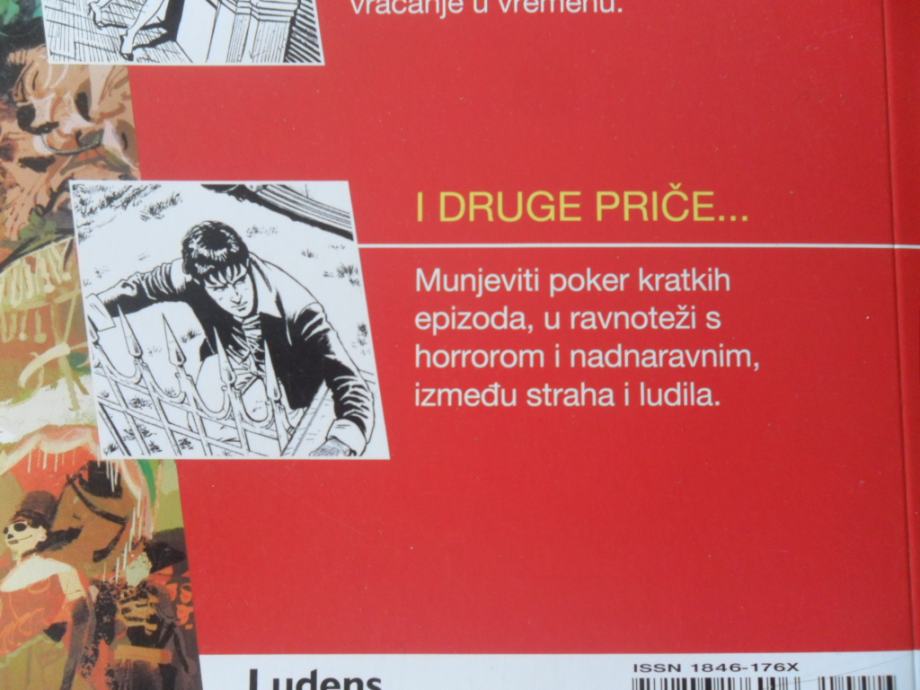 vraćanje u vremenu.
I DRUGE PRIČE...
Munjeviti poker kratkih
epizoda, u ravnoteži s
horrorom i nadnaravnim,
između straha i ludila.
Ludens
ISSN 1846-176X